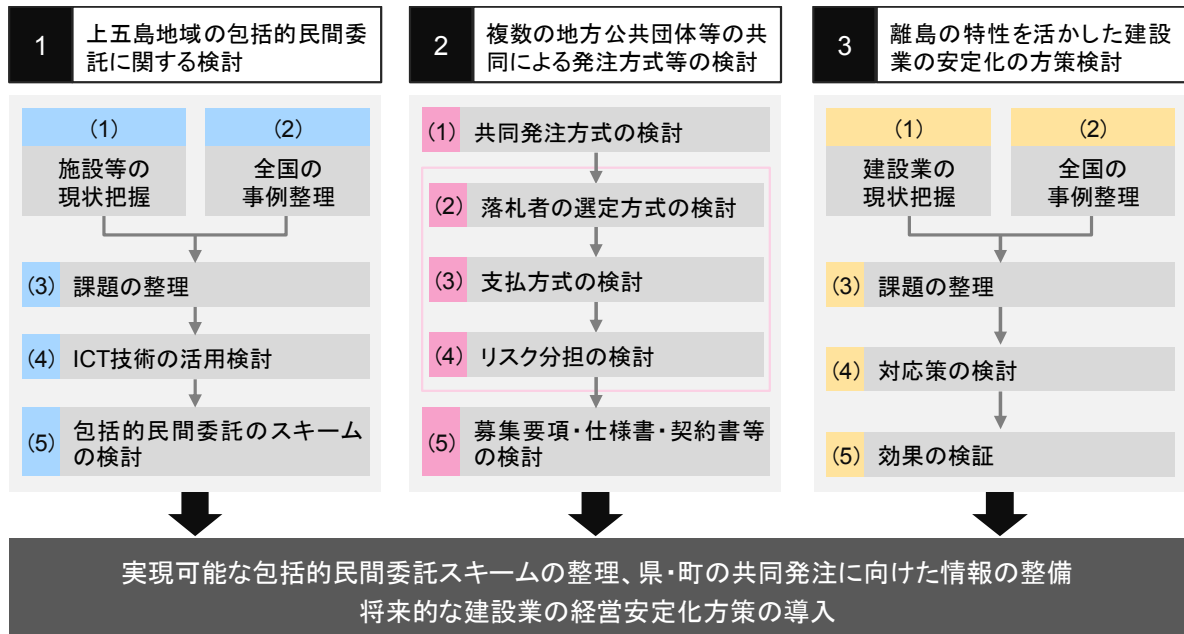 1
上五島地域の包括的民間委
託に関する検討
(1)
施設等の
現状把握
(2)
全国の
事例整理
(3) 課題の整理
(4) ICT技術の活用検討
(5) 包括的民間委託のスキーム
の検討
2
複数の地方公共団体等の共
同による発注方式等の検討
(1) 共同発注方式の検討
(2) 落札者の選定方式の検討
(3) 支払方式の検討
(4) リスク分担の検討
(5) 募集要項・仕様書・契約書等
の検討
3
離島の特性を活かした建設
業の安定化の方策検討
(1)
建設業の
現状把握
(2)
全国の
事例整理
(3) 課題の整理
(4) 対応策の検討
(5) 効果の検証
実現可能な包括的民間委託スキームの整理、県・町の共同発注に向けた情報の整備
将来的な建設業の経営安定化方策の導入